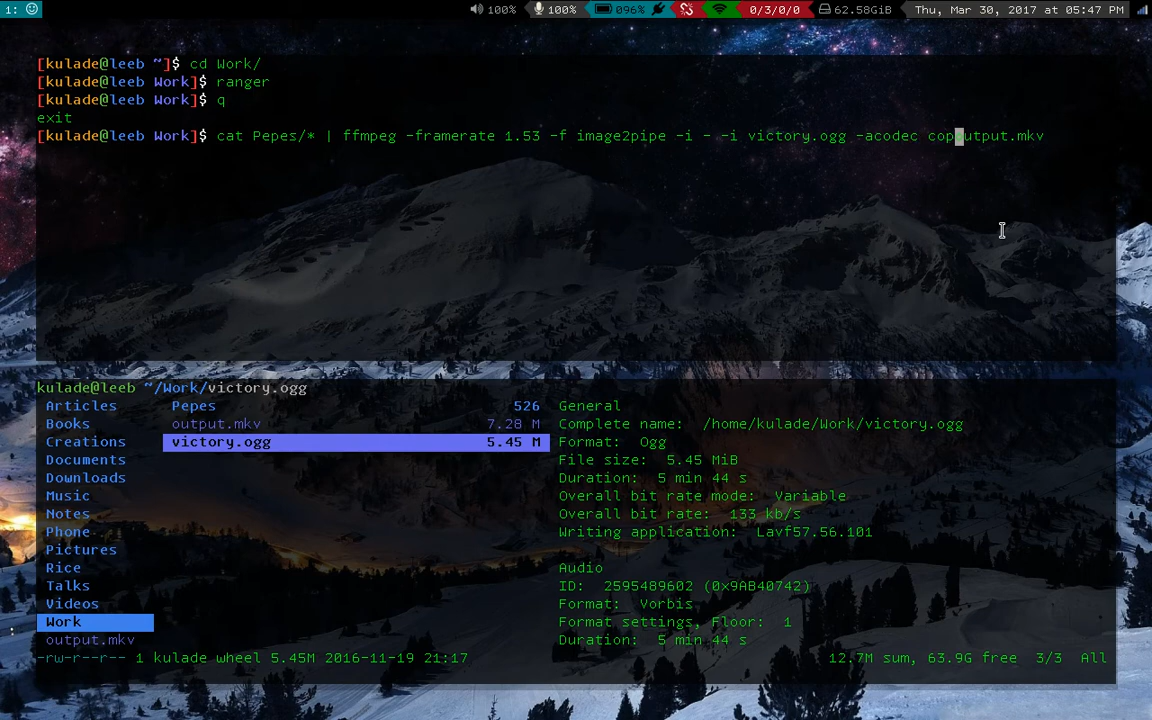 1: ☺ 100% 100% 096% 0/3/0/0 62.58GiB Thu, Mar 30, 2017 at 05:47 PM
[kulade@leeb ~]$ cd Work/
[kulade@leeb Work]$ ranger
[kulade@leeb Work]$ q
exit
[kulade@leeb Work]$ cat Pepes/* | ffmpeg -framerate 1.53 -f image2pipe -i - -i victory.ogg -acodec copoutput.mkv
kulade@leeb ~/Work/victory.ogg
Articles Pepes 526 General
Books output.mkv 7.28 M Complete name: /home/kulade/Work/victory.ogg
Creations victory.ogg 5.45 M Format: Ogg
Documents File size: 5.45 MiB
Downloads Duration: 5 min 44 s
Music Overall bit rate mode: Variable
Notes Overall bit rate: 133 kb/s
Phone Writing application: Lavf57.56.101
Pictures
Rice Audio
Talks ID: 2595489602 (0x9AB40742)
Videos Format: Vorbis
Work Format settings, Floor: 1
output.mkv Duration: 5 min 44 s
-rw-r--r-- 1 kulade wheel 5.45M 2016-11-19 21:17 12.7M sum, 63.9G free 3/3 All